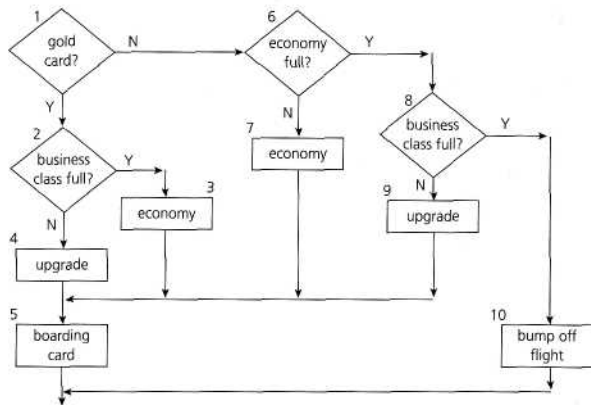 1
gold
card?
N
Y
6
economy
full?
Y
N
2
business
class full?
Y
N
3
economy
7
economy
8
business
class full?
Y
N
9
upgrade
4
upgrade
5
boarding
card
10
bump off
flight